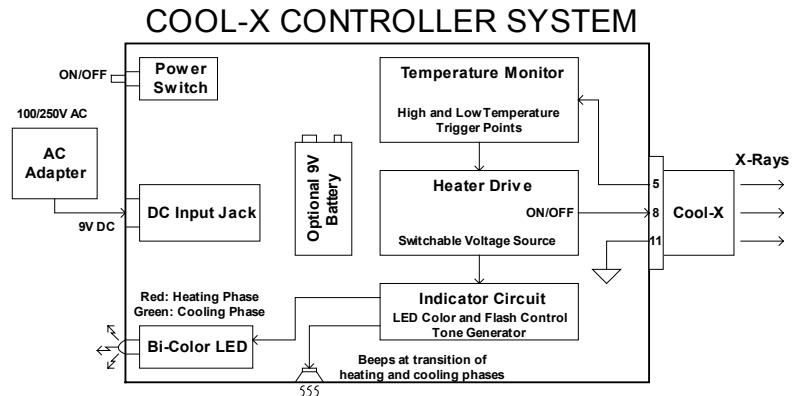 COOL-X CONTROLLER SYSTEM
ON/OFF
Power
Switch
100/250V AC
AC
Adapter
9V DC
DC Input Jack
Optional 9V
Battery
Temperature Monitor
High and Low Temperature
Trigger Points
Heater Drive
ON/OFF
Switchable Voltage Source
Indicator Circuit
LED Color and Flash Control
Tone Generator
5
8
11
Cool-X
X-Rays
Red: Heating Phase
Green: Cooling Phase
Bi-Color LED
Beeps at transition of
heating and cooling phases